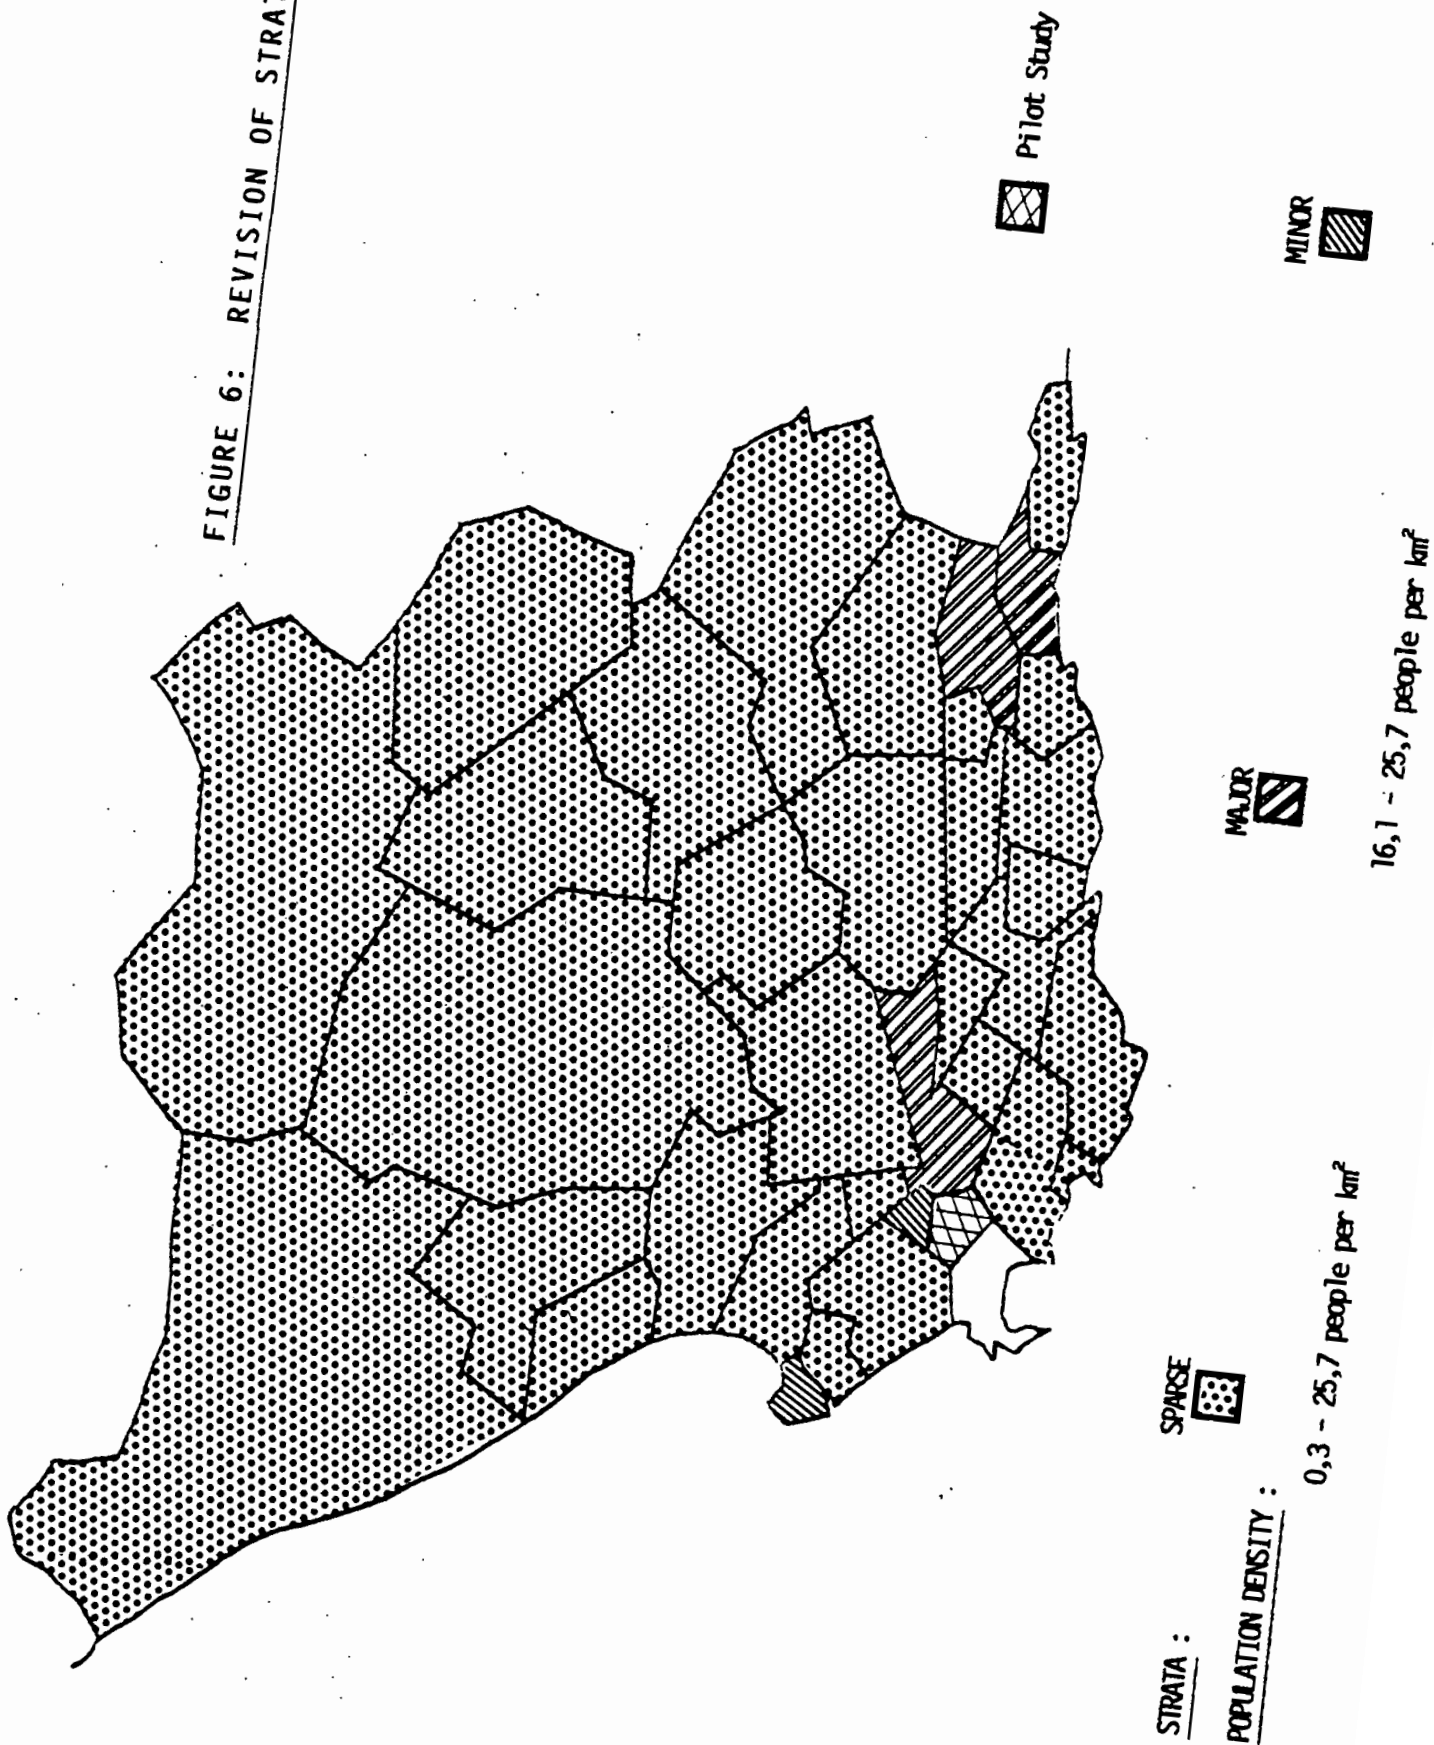 FIGURE 6: REVISION OF
Pilot Study
STRATA :
SPARSE
MAJOR
MINOR
POPULATION DENSITY :
0,3 - 25,7 people per km²
16,1 - 25,7 people per km²